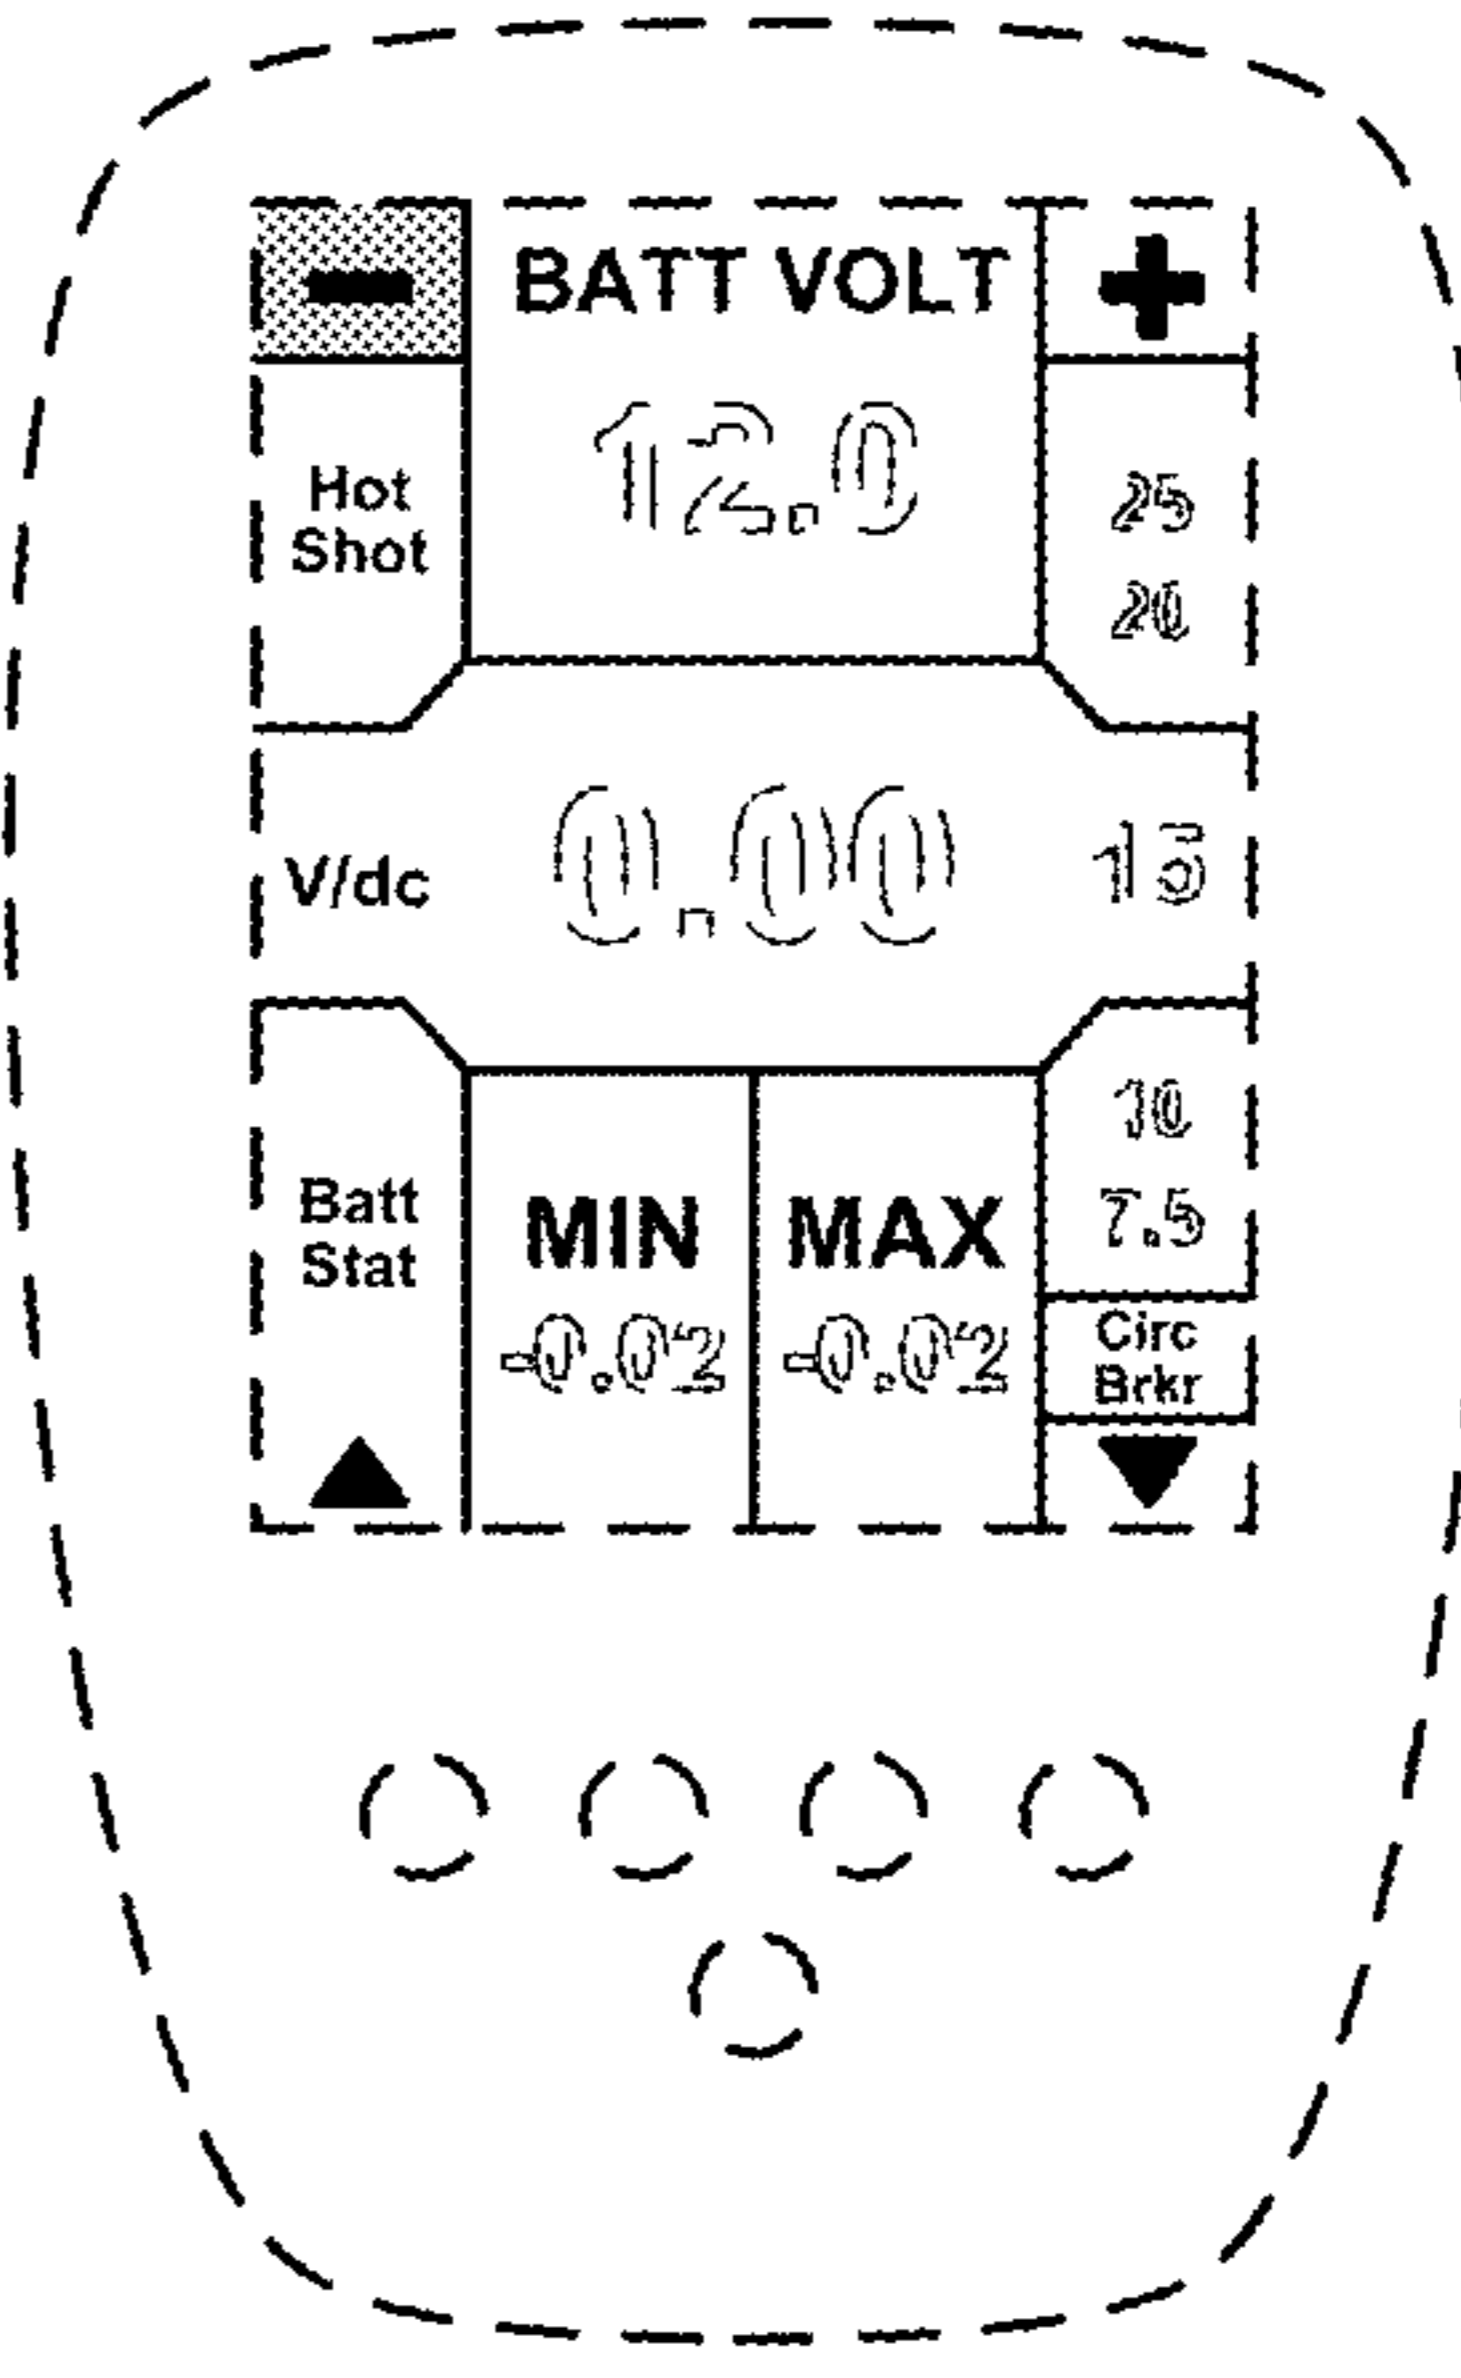 BATT VOLT
12.0
Hot
Shot
25
20
V/dc
0.00
15
Batt
Stat
MIN
-0.02
MAX
-0.02
10
7.5
Circ
Brkr